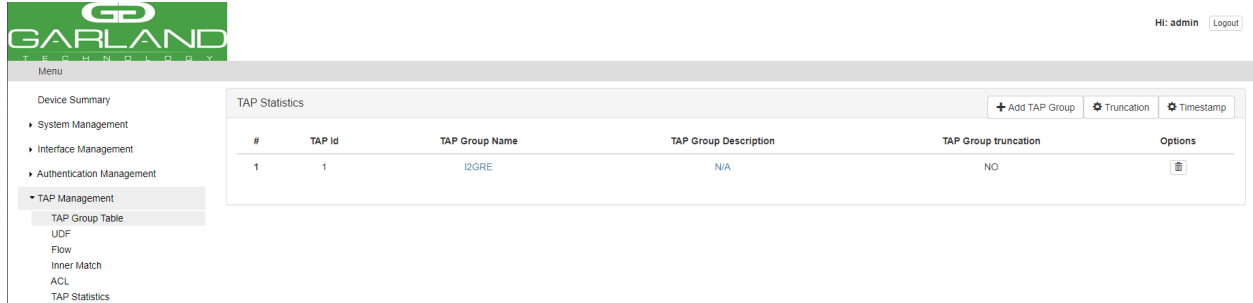 GARLAND
TECHNOLOGY
Hi: admin Logout
Menu
Device Summary
System Management
Interface Management
Authentication Management
TAP Management
TAP Group Table
UDF
Flow
Inner Match
ACL
TAP Statistics
TAP Statistics
Add TAP Group Truncation Timestamp
# TAP Id TAP Group Name TAP Group Description TAP Group truncation Options
1 1 l2GRE N/A NO